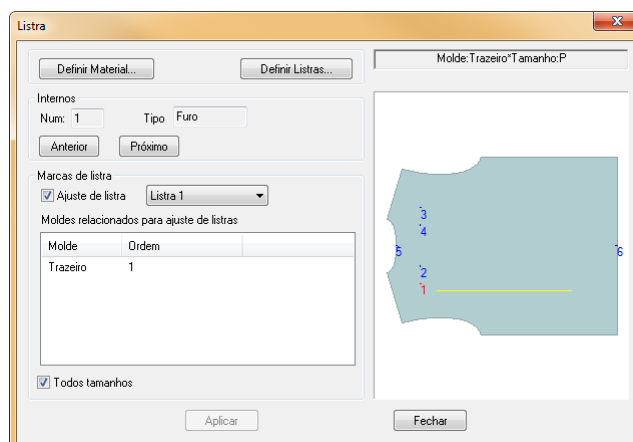 Listra
Definir Material...
Definir Listras...
Molde:Trazeiro*Tamanho:P
Internos
Num: 1
Tipo Furo
Anterior
Próximo
Marcas de listra
Ajuste de listra
Listra 1
Moldes relacionados para ajuste de listras
Molde Ordem
Trazeiro 1
Todos tamanhos
3
4
5
6
2
1
Aplicar
Fechar